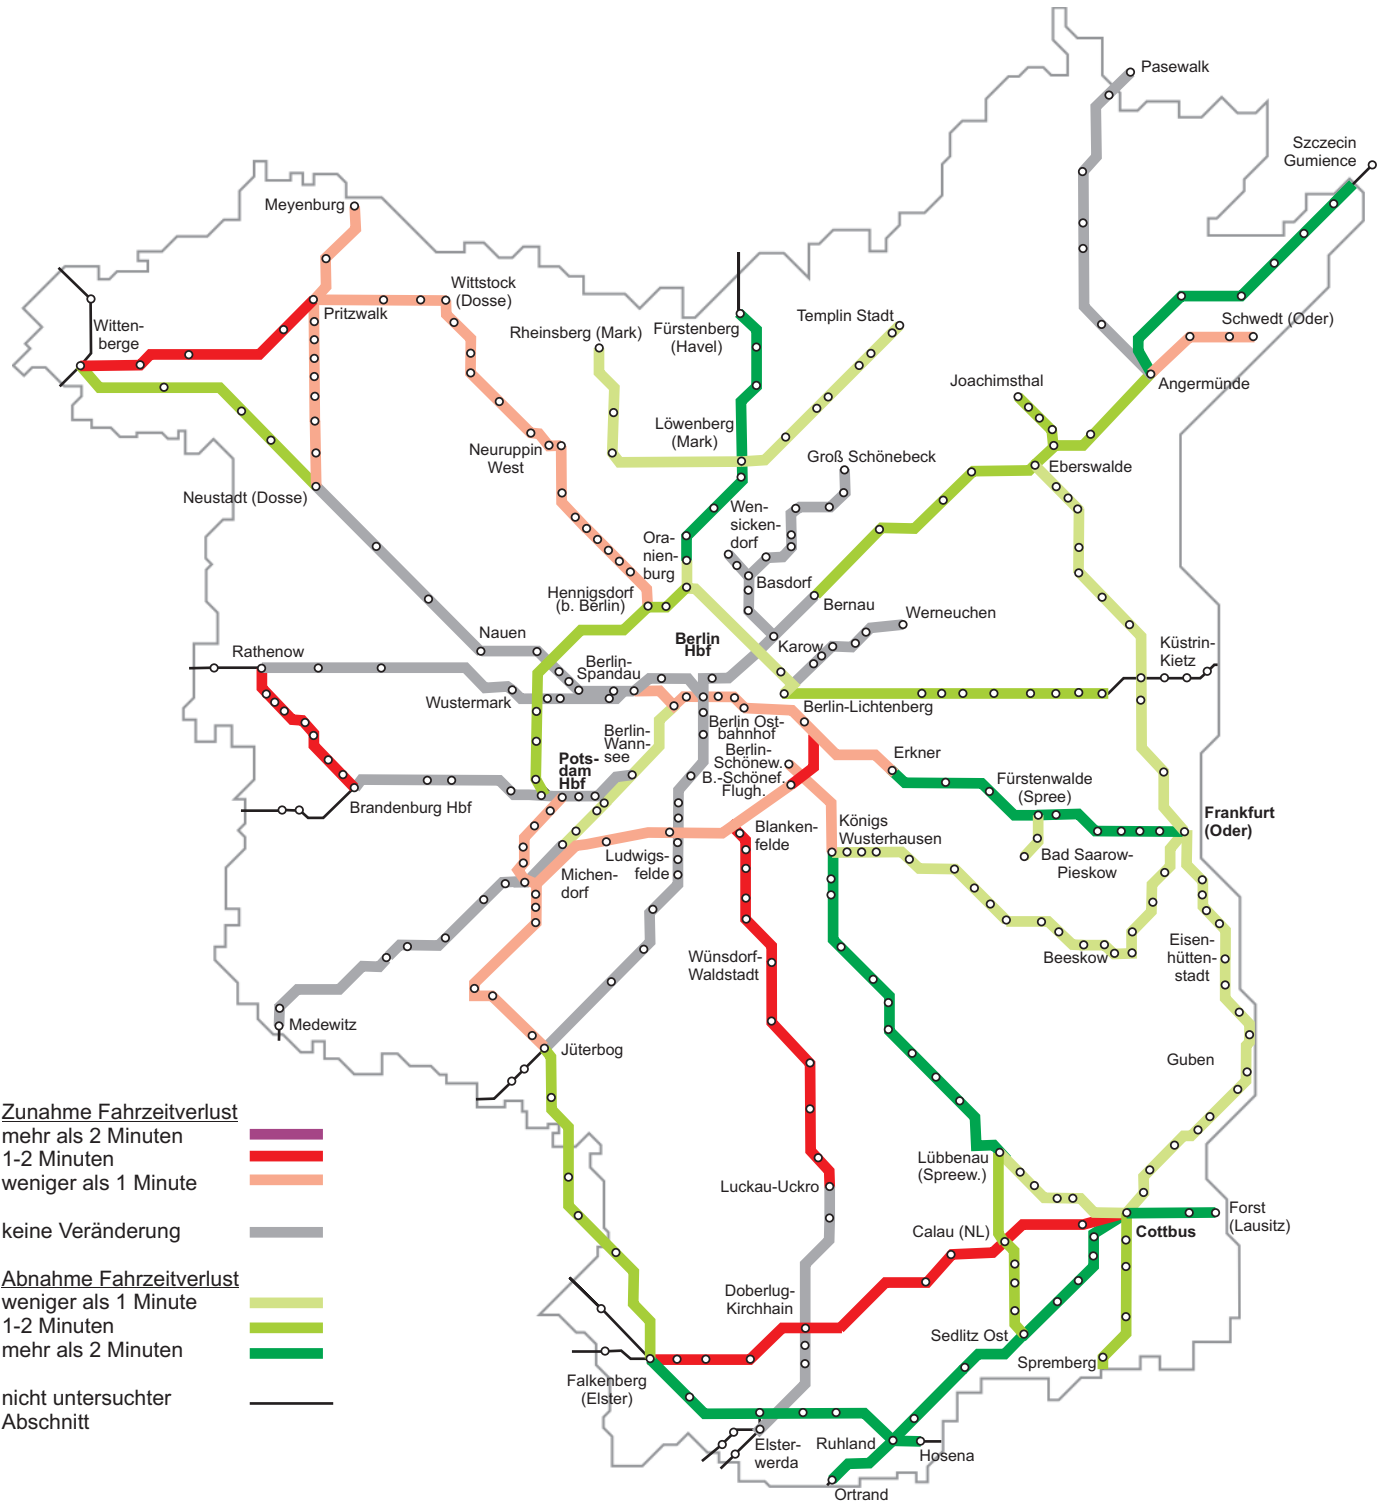 Pasewalk
Szczecin
Gumience
Meyenburg
Wittstock
(Dosse)
Pritzwalk
Witten-
berge
Rheinsberg (Mark)
Fürstenberg
(Havel)
Templin Stadt
Schwedt (Oder)
Angermünde
Joachimsthal
Löwenberg
(Mark)
Neuruppin
West
Groß Schönebeck
Eberswalde
Neustadt (Dosse)
Wen-
sicken-
dorf
Ora-
nien-
burg
Basdorf
Hennigsdorf
(b. Berlin)
Bernau
Werneuchen
Nauen
Berlin
Hbf
Karow
Küstrin-
Kietz
Rathenow
Berlin-
Spandau
Wustermark
Berlin-Lichtenberg
Berlin Ost-
bahnhof
Berlin-
Wann-
see
Berlin-
Schönew.
B.-Schönef.
Flugh.
Erkner
Pots-
dam
Hbf
Fürstenwalde
(Spree)
Brandenburg Hbf
Frankfurt
(Oder)
Blanken-
felde
Königs
Wusterhausen
Ludwigs-
felde
Michen-
dorf
Bad Saarow-
Pieskow
Wünsdorf-
Waldstadt
Beeskow
Eisen-
hütten-
stadt
Medewitz
Jüterbog
Guben
Zunahme Fahrzeitverlust
mehr als 2 Minuten
1-2 Minuten
weniger als 1 Minute
keine Veränderung
Abnahme Fahrzeitverlust
weniger als 1 Minute
1-2 Minuten
mehr als 2 Minuten
nicht untersuchter
Abschnitt
Lübbenau
(Spreew.)
Luckau-Uckro
Calau (NL)
Cottbus
Forst
(Lausitz)
Doberlug-
Kirchhain
Sedlitz Ost
Spremberg
Falkenberg
(Elster)
Elster-
werda
Ruhland
Hosena
Ortrand